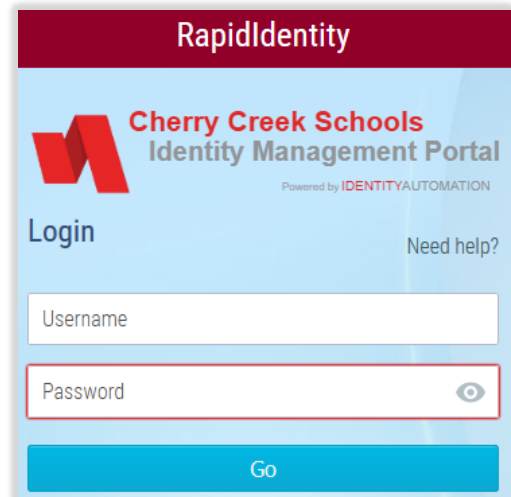 RapidIdentity
Cherry Creek Schools
Identity Management Portal
Powered by IDENTITYAUTOMATION
Login
Need help?
Username
Password
Go